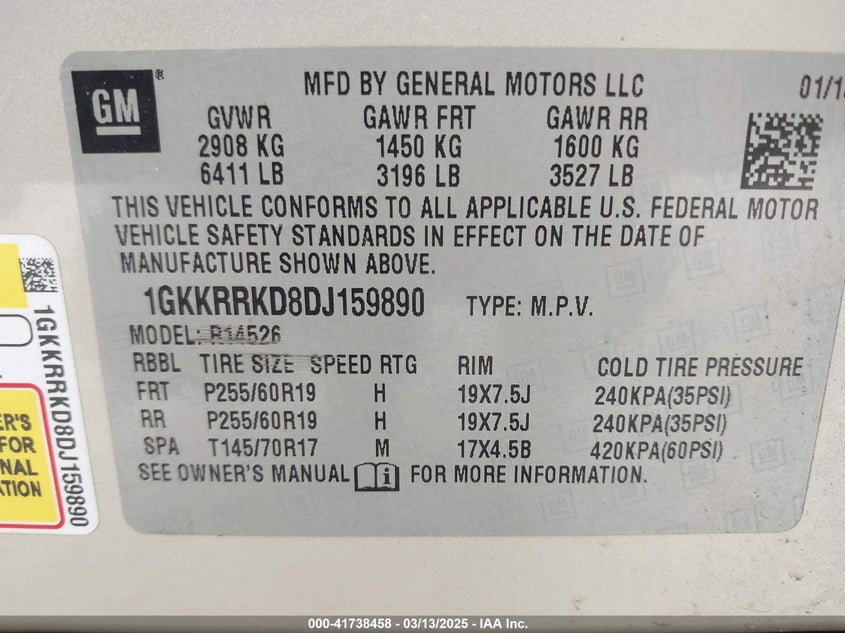 GM ®
MFD BY GENERAL MOTORS LLC
01/1
GVWR GAWR FRT GAWR RR
2908 KG 1450 KG 1600 KG
6411 LB 3196 LB 3527 LB
THIS VEHICLE CONFORMS TO ALL APPLICABLE U.S. FEDERAL MOTOR
VEHICLE SAFETY STANDARDS IN EFFECT ON THE DATE OF
MANUFACTURE SHOWN ABOVE.
1GKKRRKD8DJ159890 TYPE: M.P.V.
MODEL: R14526
RBBL TIRE SIZE SPEED RTG RIM COLD TIRE PRESSURE
FRT P255/60R19 H 19X7.5J 240KPA(35PSI)
RR P255/60R19 H 19X7.5J 240KPA(35PSI)
SPA T145/70R17 M 17X4.5B 420KPA(60PSI)
SEE OWNER'S MANUAL i FOR MORE INFORMATION.
1GKKRRKD8DJ159890
ER'S
FOR
NAL
ATION
000-41738458 - 03/13/2025 - IAA Inc.